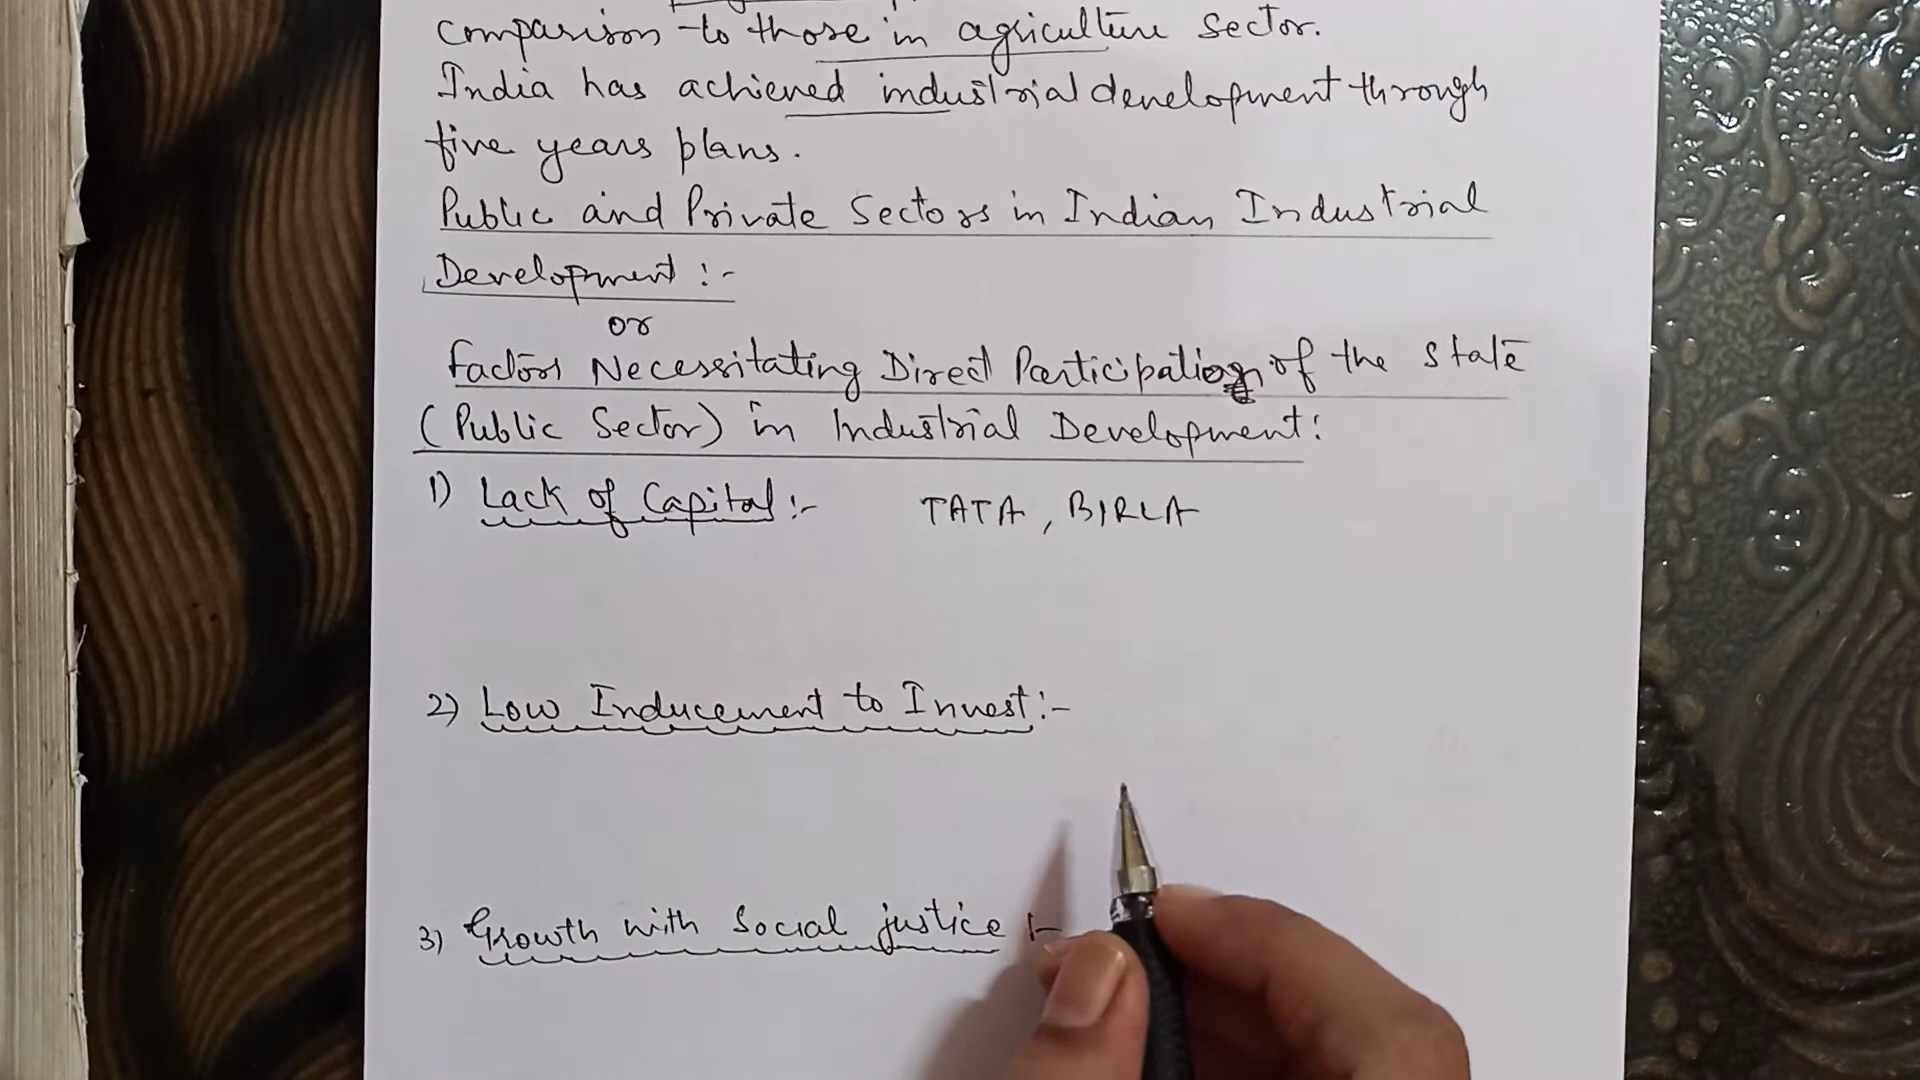 comparison to those in agriculture sector.
India has achieved industrial development through
five years plans.
Public and Private Sectors in Indian Industrial
Development :-
or
Factors Necessitating Direct Participation of the State
(Public Sector) in Industrial Development:
1) Lack of Capital :- TATA, BIRLA
2) Low Inducement to Invest :-
3) Growth with Social justice :-